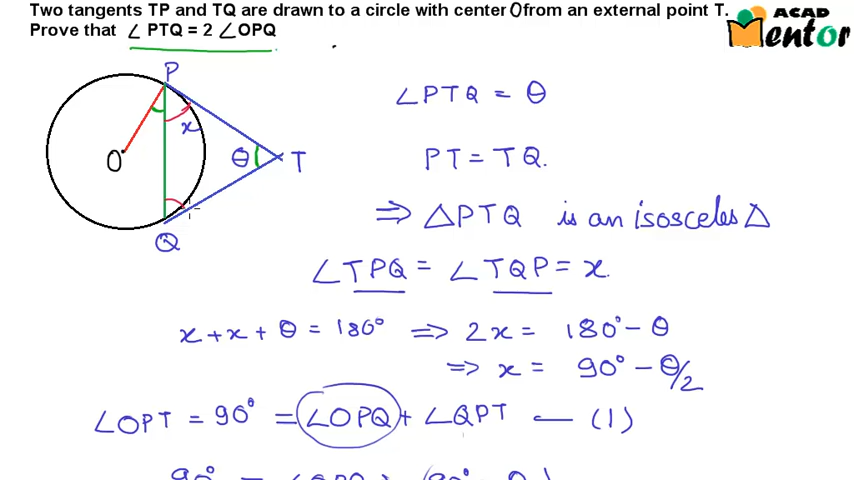 Two tangents TP and TQ are drawn to a circle with center O from an external point T.
Prove that ∠ PTQ = 2 ∠OPQ
ACAD
mentor
P
x
O
θ
T
Q
∠PTQ = θ
PT = TQ.
⇒ △PTQ is an isosceles △
∠TPQ = ∠TQP = x.
x + x + θ = 180° ⇒ 2x = 180° − θ
⇒ x = 90° − θ/2
∠OPT = 90° = ∠OPQ + ∠QPT — (1)
90° =